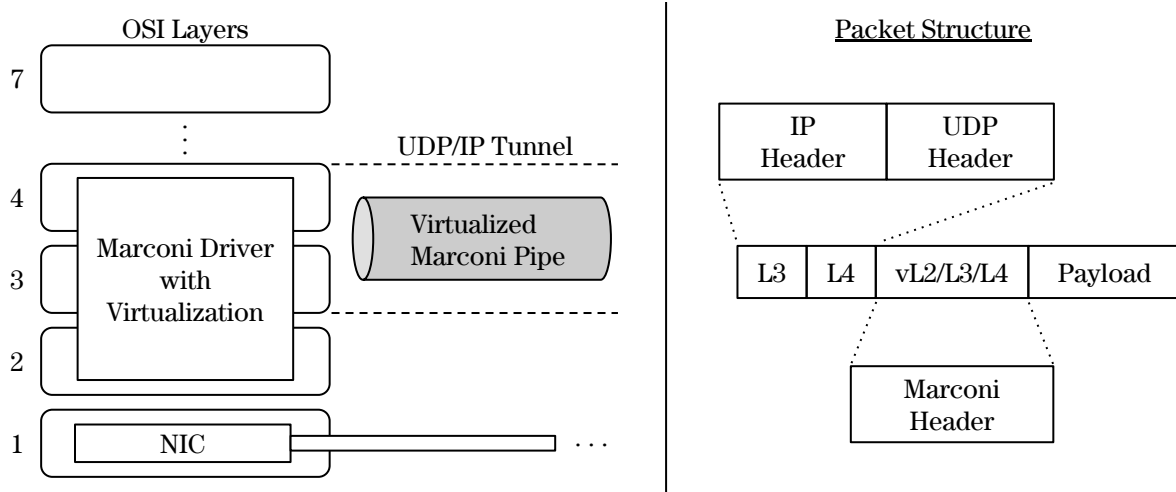 OSI Layers
7
4
3
2
1
Marconi Driver
with
Virtualization
NIC
UDP/IP Tunnel
Virtualized
Marconi Pipe
Packet Structure
IP
Header
UDP
Header
L3
L4
vL2/L3/L4
Payload
Marconi
Header